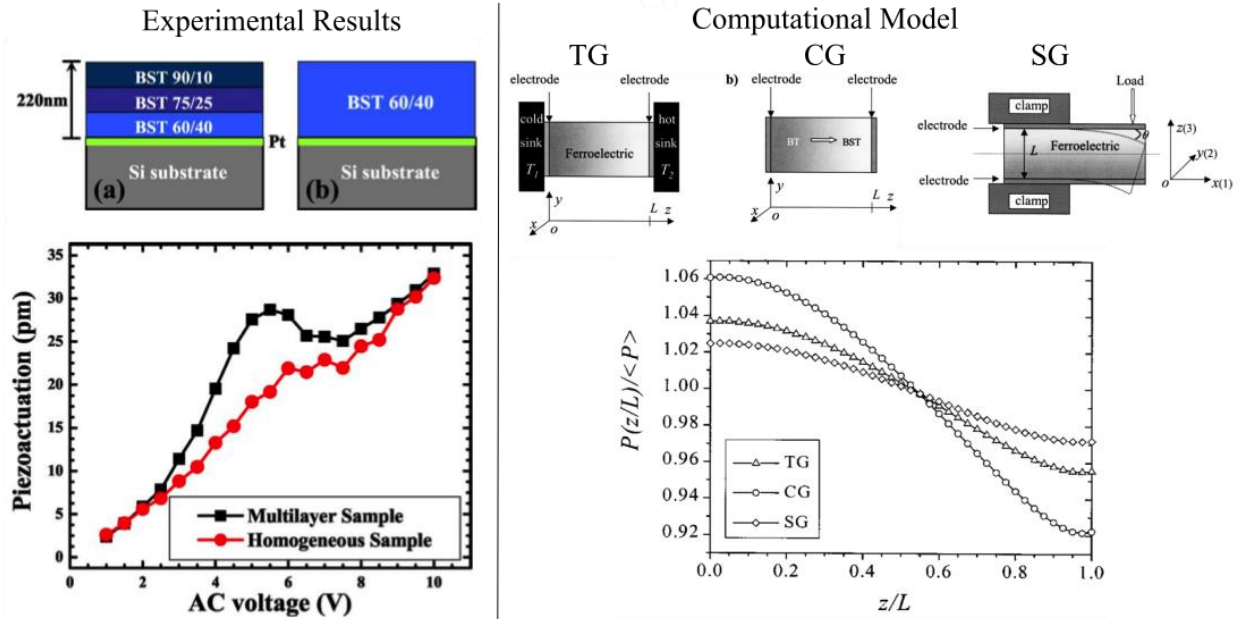 Experimental Results
BST 90/10
BST 75/25
BST 60/40
220nm
Pt
Si substrate
(a)
BST 60/40
Si substrate
(b)
Piezoactuation (pm)
35
30
25
20
15
10
5
0
Multilayer Sample
Homogeneous Sample
0 2 4 6 8 10
AC voltage (V)
Computational Model
TG
electrode electrode
cold
sink
T1
Ferroelectric
hot
sink
T2
y
x
o
L z
CG
b)
electrode electrode
BT BST
y
x
o
L z
SG
Load
clamp
electrode
L
Ferroelectric
θ
electrode
clamp
z(3)
y(2)
o
x(1)
P(z/L)/<P>
1.06
1.04
1.02
1.00
0.98
0.96
0.94
0.92
TG
CG
SG
0.0 0.2 0.4 0.6 0.8 1.0
z/L